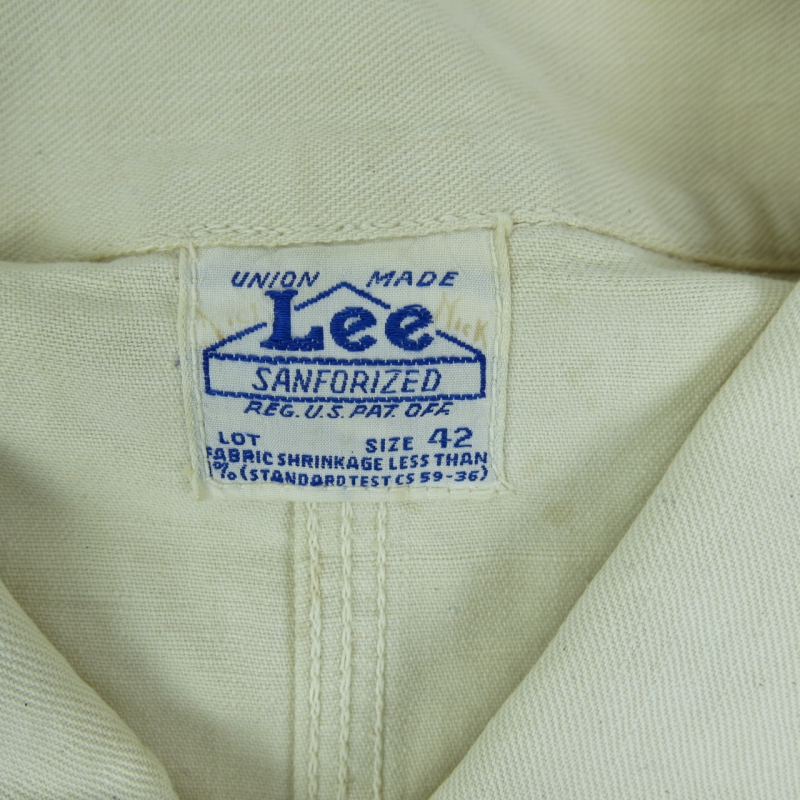 UNION MADE
Lee
Nick
SANFORIZED
REG. U.S. PAT. OFF.
LOT SIZE 42
FABRIC SHRINKAGE LESS THAN
1% (STANDARD TEST CS 59-36)